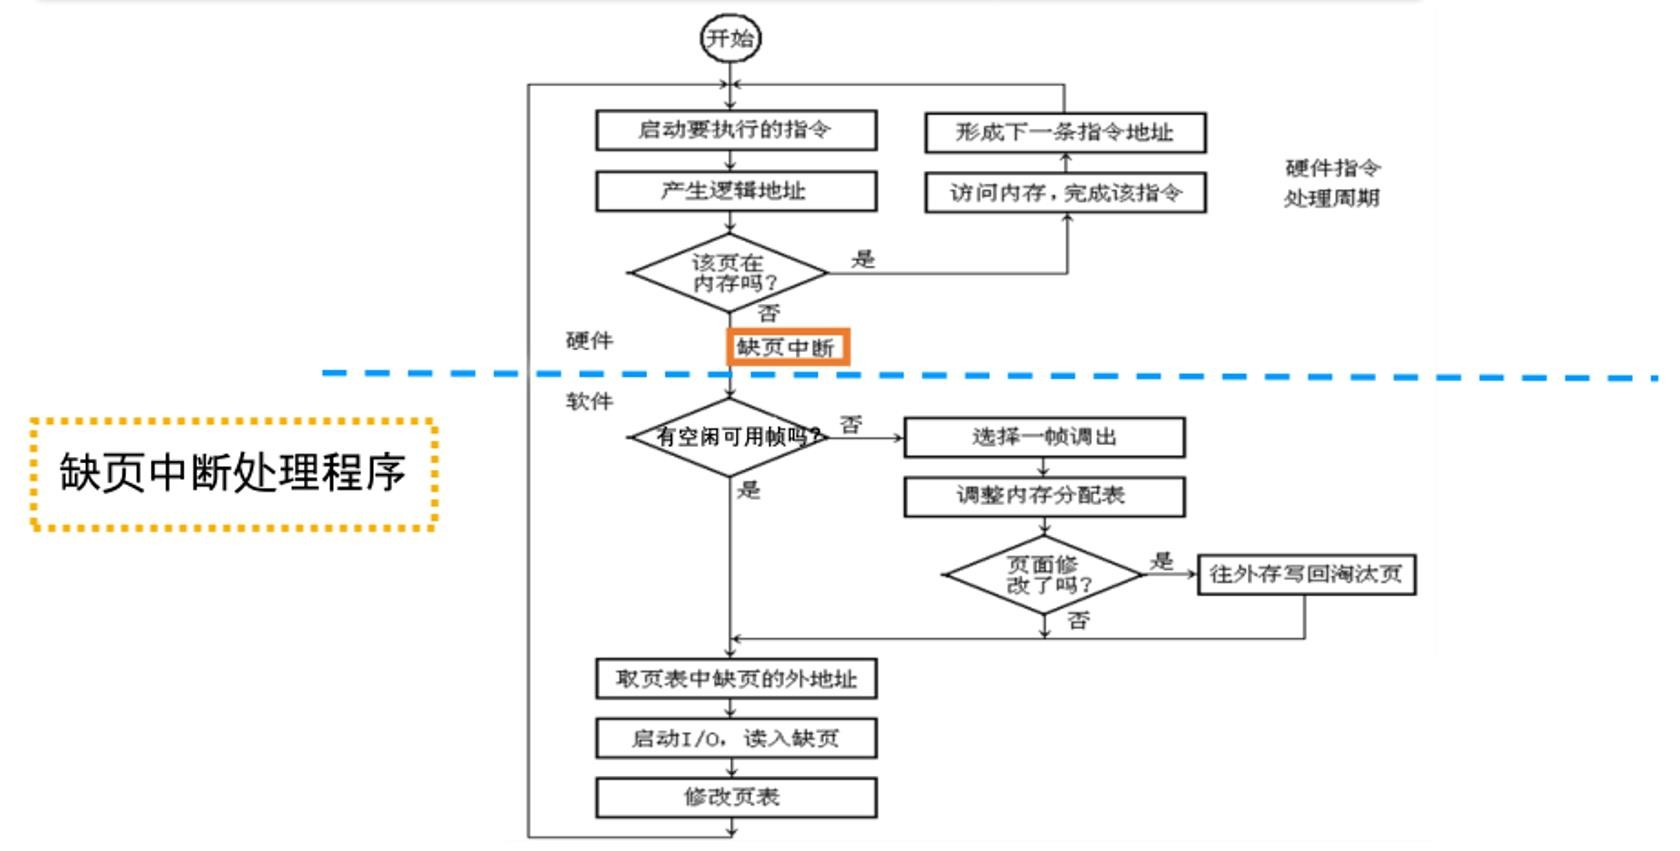 开始
启动要执行的指令
形成下一条指令地址
硬件指令
处理周期
产生逻辑地址
访问内存，完成该指令
该页在
内存吗?
是
否
硬件
缺页中断
软件
缺页中断处理程序
有空闲可用帧吗?
否
选择一帧调出
是
调整内存分配表
页面修
改了吗?
是
往外存写回淘汰页
否
取页表中缺页的外地址
启动I/O，读入缺页
修改页表